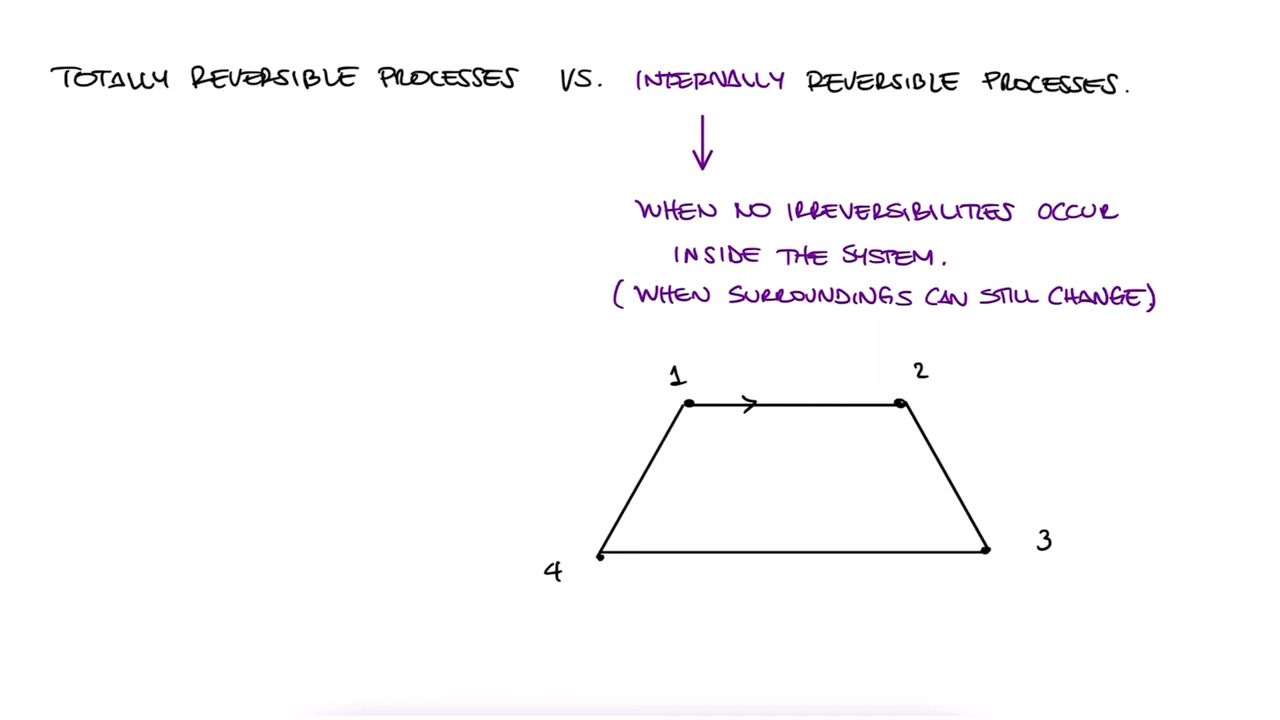 TOTALLY REVERSIBLE PROCESSES VS. INTERNALLY REVERSIBLE PROCESSES.
WHEN NO IRREVERSIBILITIES OCCUR
INSIDE THE SYSTEM.
(WHEN SURROUNDINGS CAN STILL CHANGE)
1
2
3
4